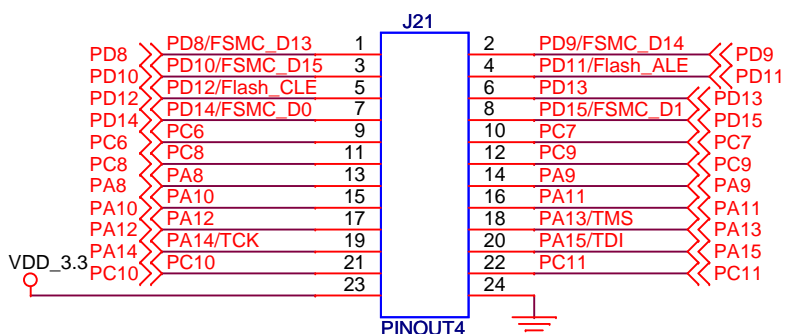 J21
PD8 PD8/FSMC_D13 1 2 PD9/FSMC_D14 PD9
PD10 PD10/FSMC_D15 3 4 PD11/Flash_ALE PD11
PD12 PD12/Flash_CLE 5 6 PD13 PD13
PD14 PD14/FSMC_D0 7 8 PD15/FSMC_D1 PD15
PC6 PC6 9 10 PC7 PC7
PC8 PC8 11 12 PC9 PC9
PA8 PA8 13 14 PA9 PA9
PA10 PA10 15 16 PA11 PA11
PA12 PA12 17 18 PA13/TMS PA13
PA14 PA14/TCK 19 20 PA15/TDI PA15
VDD_3.3 PC10 PC10 21 22 PC11 PC11
23 24
PINOUT4